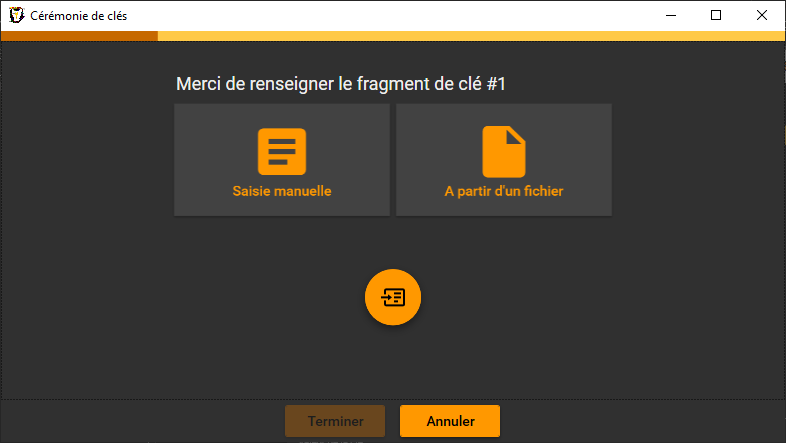 Cérémonie de clés
Merci de renseigner le fragment de clé #1
Saisie manuelle
A partir d'un fichier
Terminer
Annuler